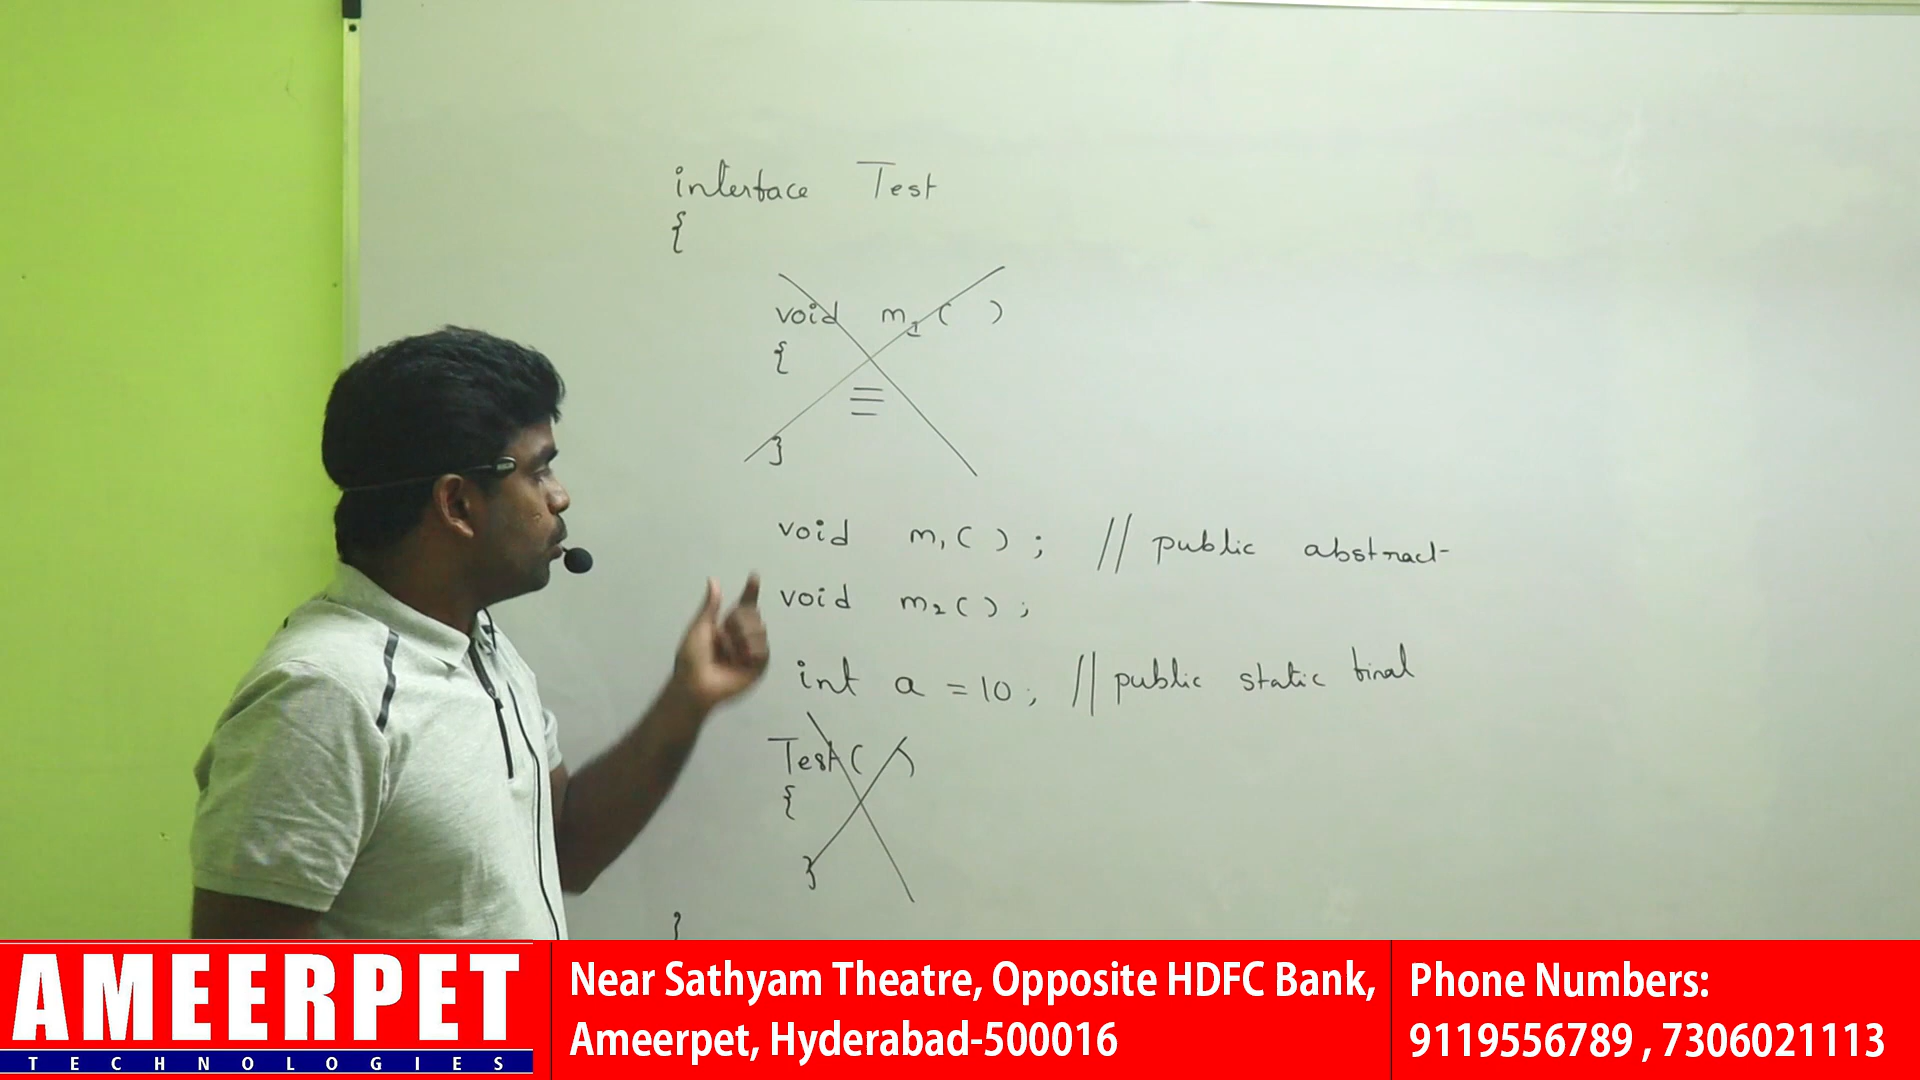 interface Test
{
void m1( )
{
}
void m1( ) ; // public abstract
void m2( ) ;
int a = 10 ; // public static final
Test( )
{
}
}
AMEERPET
TECHNOLOGIES
Near Sathyam Theatre, Opposite HDFC Bank,
Ameerpet, Hyderabad-500016
Phone Numbers:
9119556789 , 7306021113